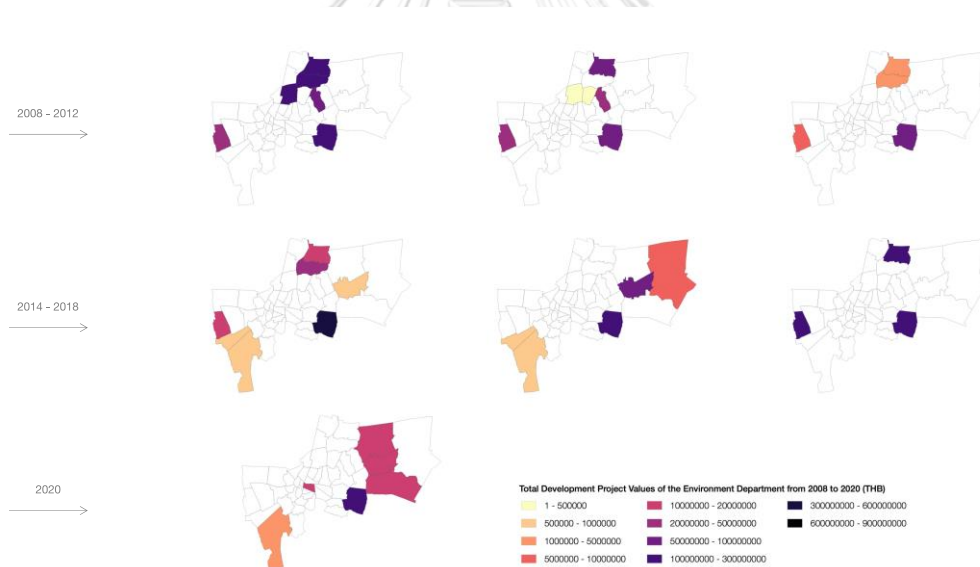 2008 - 2012
2014 - 2018
2020
Total Development Project Values of the Environment Department from 2008 to 2020 (THB)
1 - 500000
10000000 - 20000000
300000000 - 600000000
500000 - 1000000
20000000 - 50000000
600000000 - 900000000
1000000 - 5000000
50000000 - 100000000
5000000 - 10000000
100000000 - 300000000